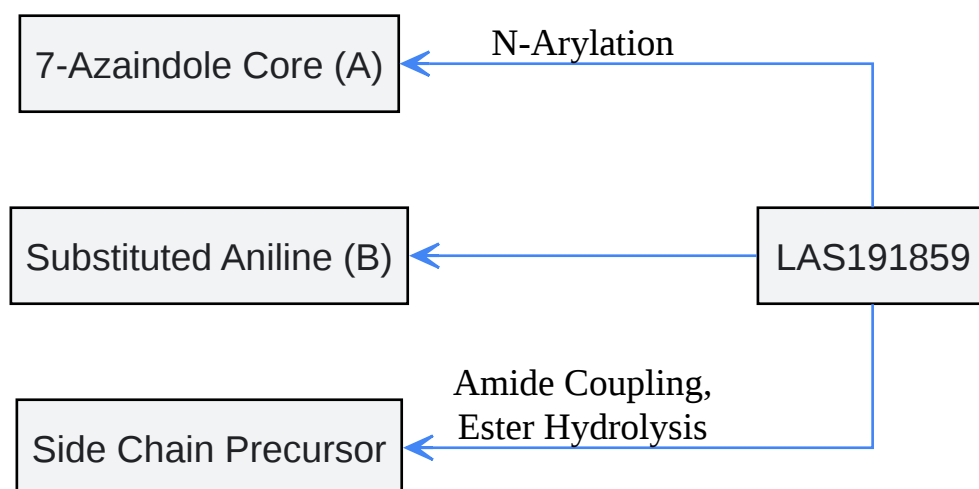 N-Arylation
7-Azaindole Core (A)
Substituted Aniline (B)
LAS191859
Amide Coupling,
Ester Hydrolysis
Side Chain Precursor